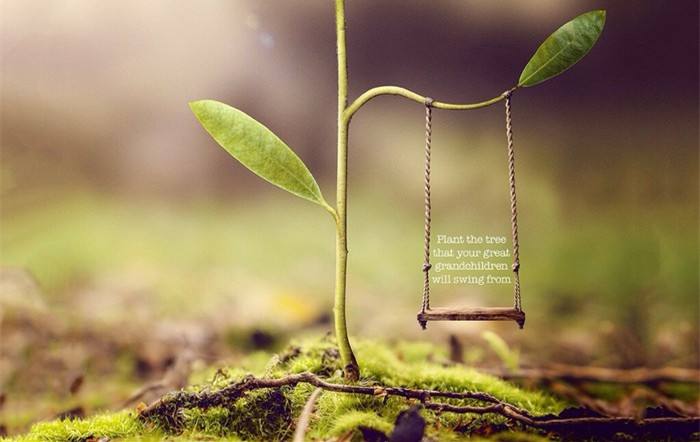 Plant the tree
that your great
grandchildren
will swing from